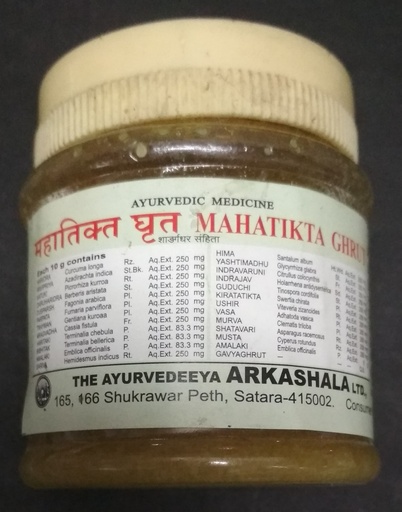 AYURVEDIC MEDICINE
महातिक्त घृत MAHATIKTA
शार्ङ्गधर संहिता
Each 10 g contains
Curcuma longa Rz. Aq.Ext. 250 mg HIMA Santalum album
Azadirachta indica St.Bk. Aq.Ext. 250 mg YASHTIMADHU Glycyrrhiza glabra
Picrorhiza kurroa Rt. Aq.Ext. 250 mg INDRAVARUNI Citrullus colocynthis
Berberis aristata St. Aq.Ext. 250 mg INDRAJAV
Fagonia arabica Pl. Aq.Ext. 250 mg GUDUCHI Tinospora cordifolia
Fumaria parviflora Pl. Aq.Ext. 250 mg KIRATATIKTA Swertia chirata
Pl. Aq.Ext. 250 mg USHIR Vetiveria zizanoides
Cassia fistula Fr. Aq.Ext. 250 mg VASA Adhatoda vasica
Terminalia chebula P. Aq.Ext. 83.3 mg MURVA Clematis triloba
Terminalia bellerica P. Aq.Ext. 83.3 mg SHATAVARI Asparagus racemosus
Emblica officinalis P. Aq.Ext. 83.3 mg MUSTA Cyperus rotundus
Hemidesmus indicus Rt. Aq.Ext. 250 mg AMALAKI Emblica officinalis
GAVYAGHRUT
THE AYURVEDEEYA ARKASHALA LTD.,
165, 166 Shukrawar Peth, Satara-415002.